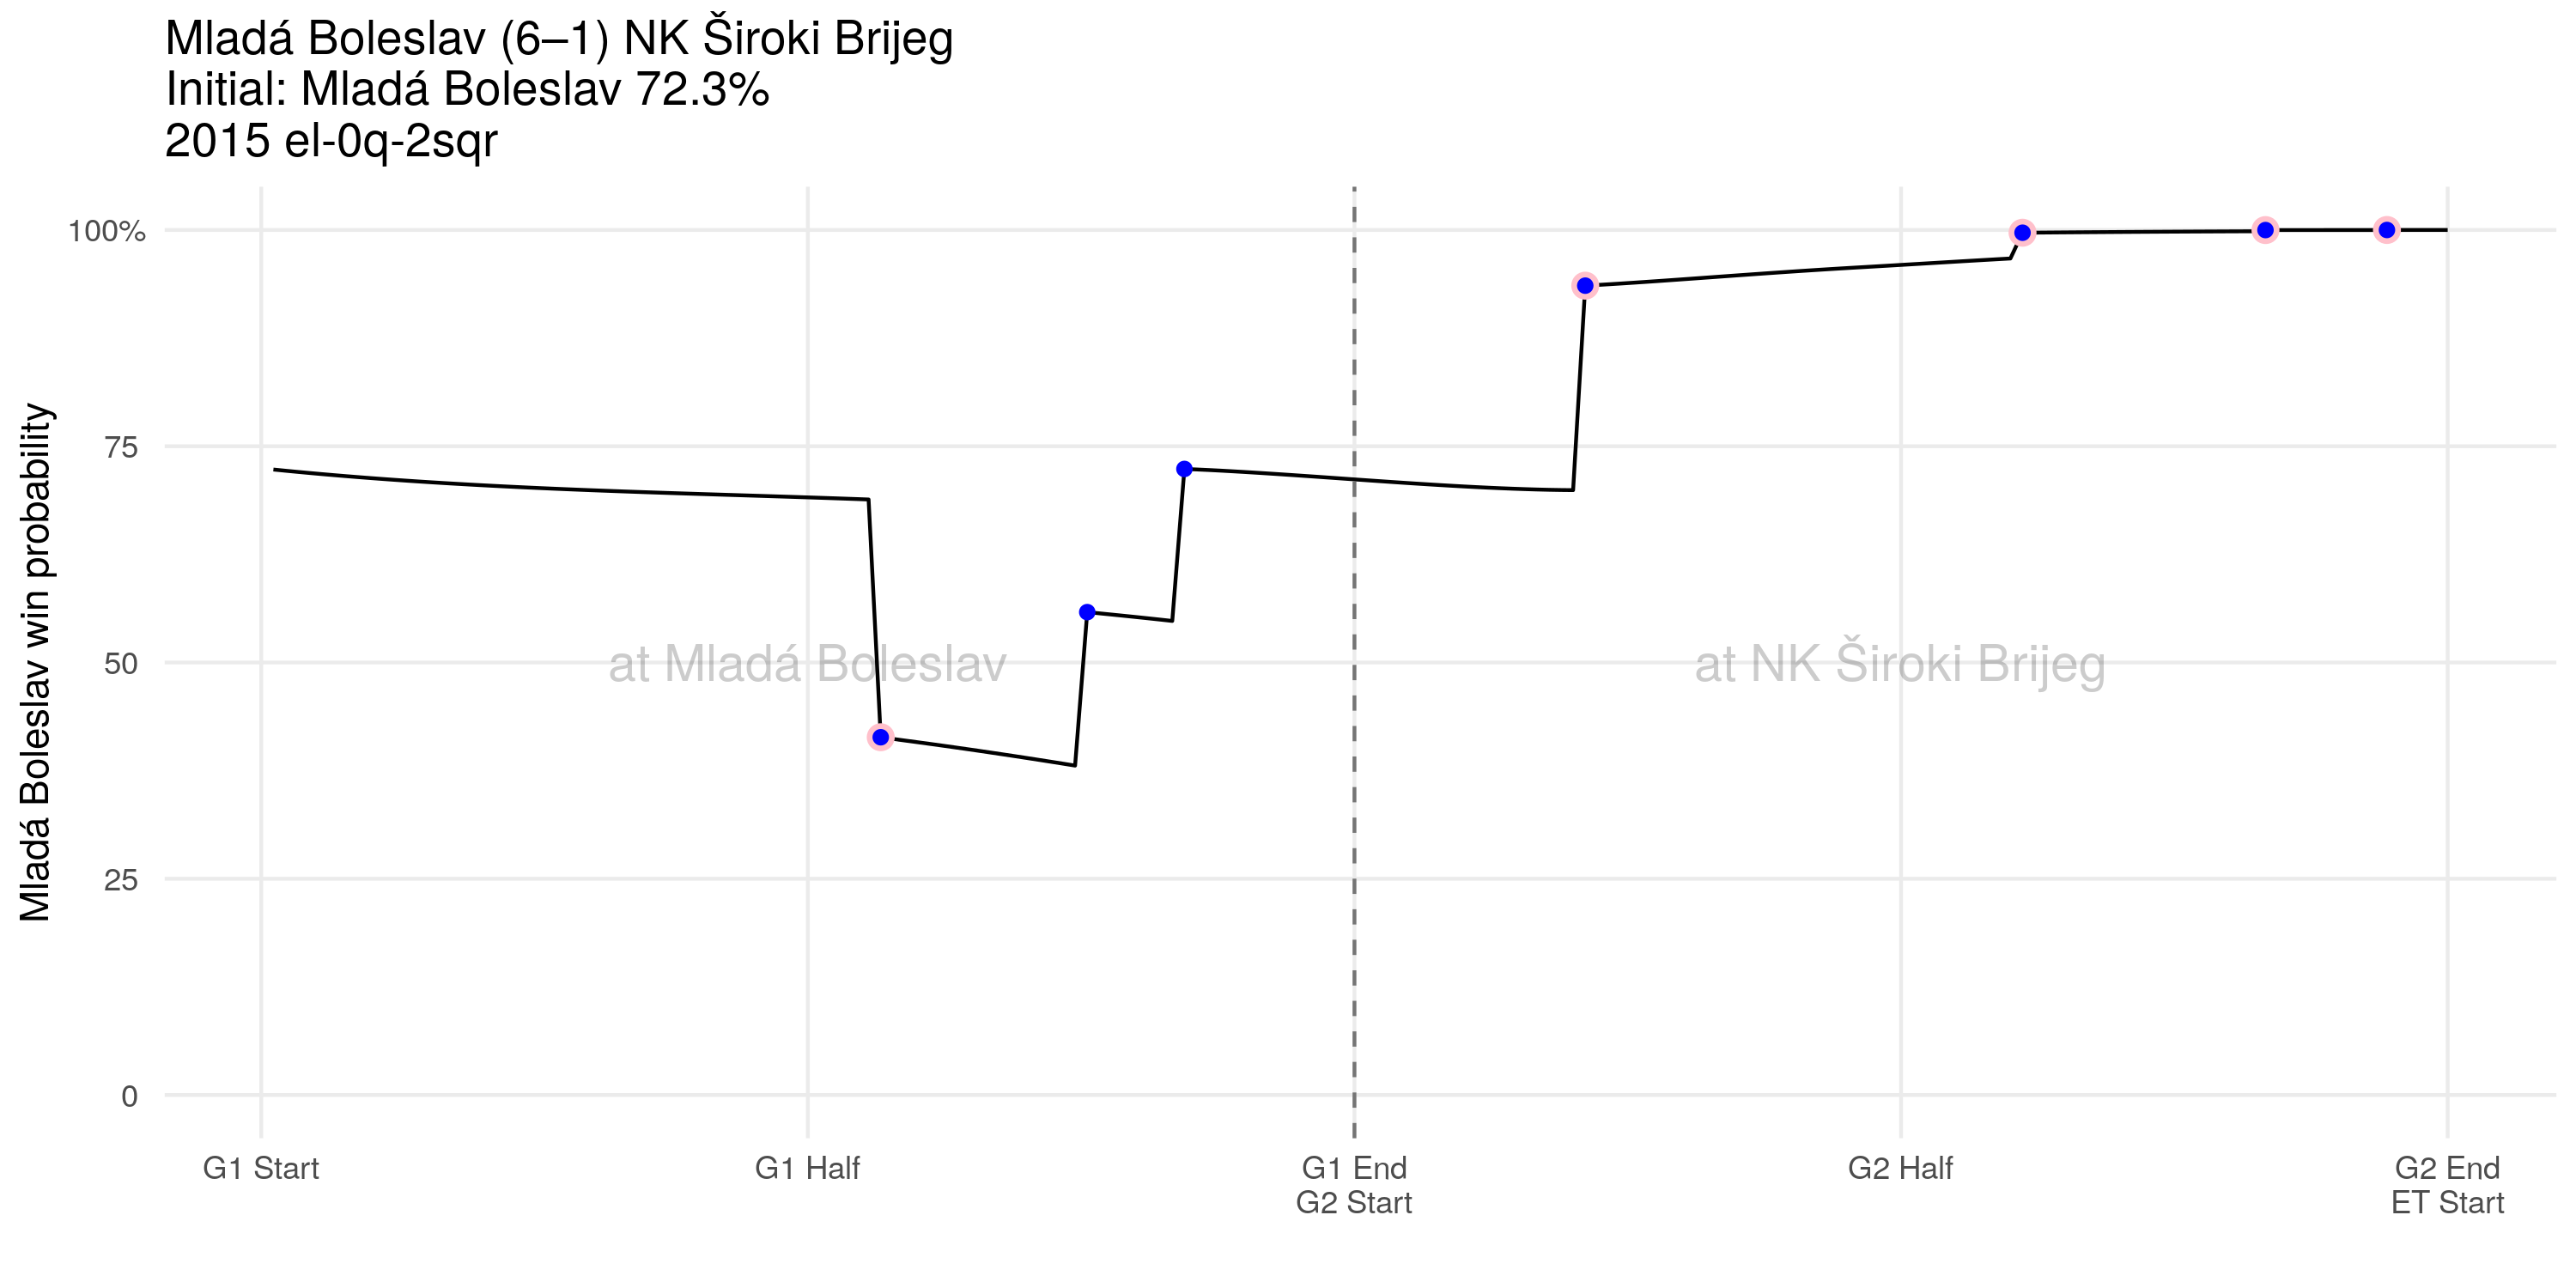 Mladá Boleslav (6–1) NK Široki Brijeg
Initial: Mladá Boleslav 72.3%
2015 el-0q-2sqr
Mladá Boleslav win probability
100%
75
50
25
0
at Mladá Boleslav
at NK Široki Brijeg
G1 Start
G1 Half
G1 End
G2 Start
G2 Half
G2 End
ET Start